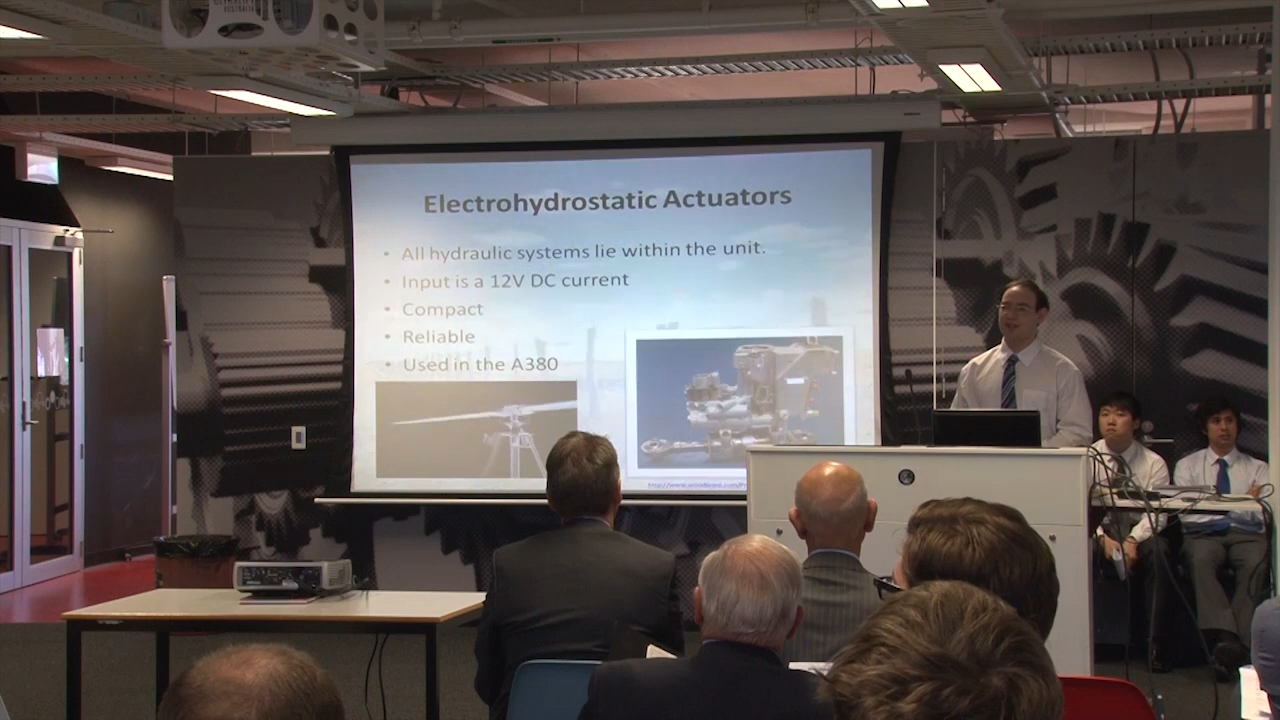 Electrohydrostatic Actuators
• All hydraulic systems lie within the unit.
• Input is a 12V DC current
• Compact
• Reliable
• Used in the A380